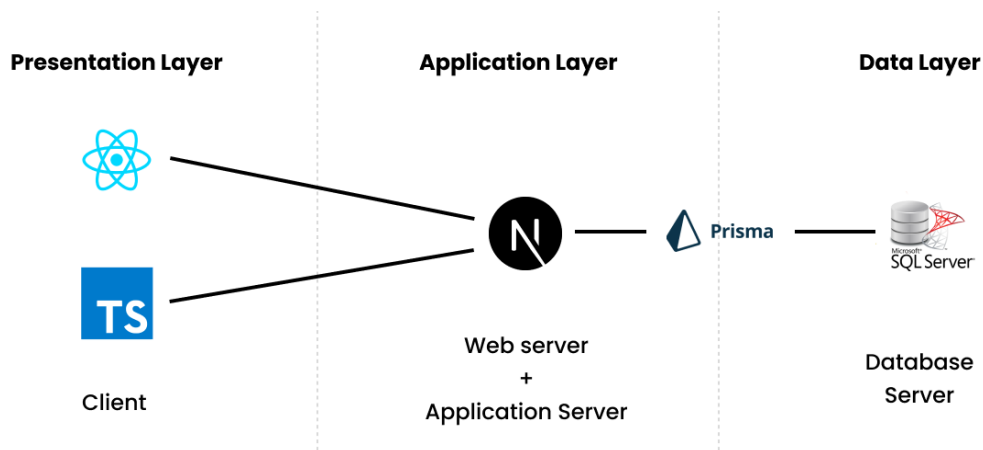 Presentation Layer
Application Layer
Data Layer
N
Prisma
Microsoft
SQL Server
TS
Web server
+
Application Server
Database
Server
Client